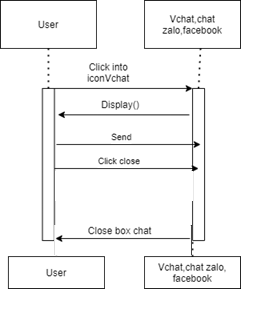 User
Vchat,chat
zalo,facebook
Click into
iconVchat
Display()
Send
Click close
Close box chat
User
Vchat,chat zalo,
facebook